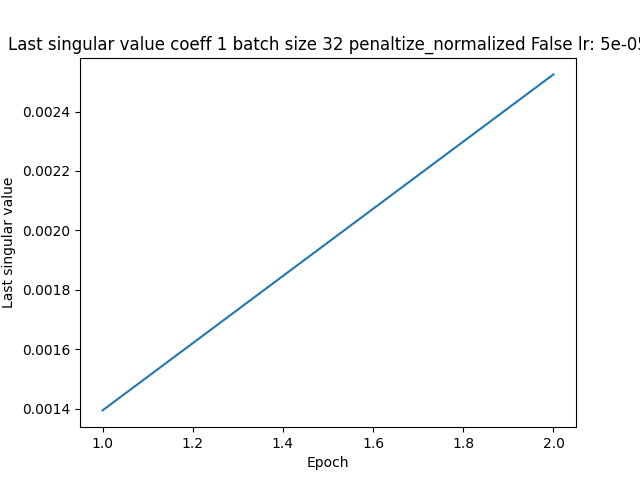 Last singular value coeff 1 batch size 32 penaltize_normalized False lr: 5e-05
Last singular value
0.0024
0.0022
0.0020
0.0018
0.0016
0.0014
1.0 1.2 1.4 1.6 1.8 2.0
Epoch